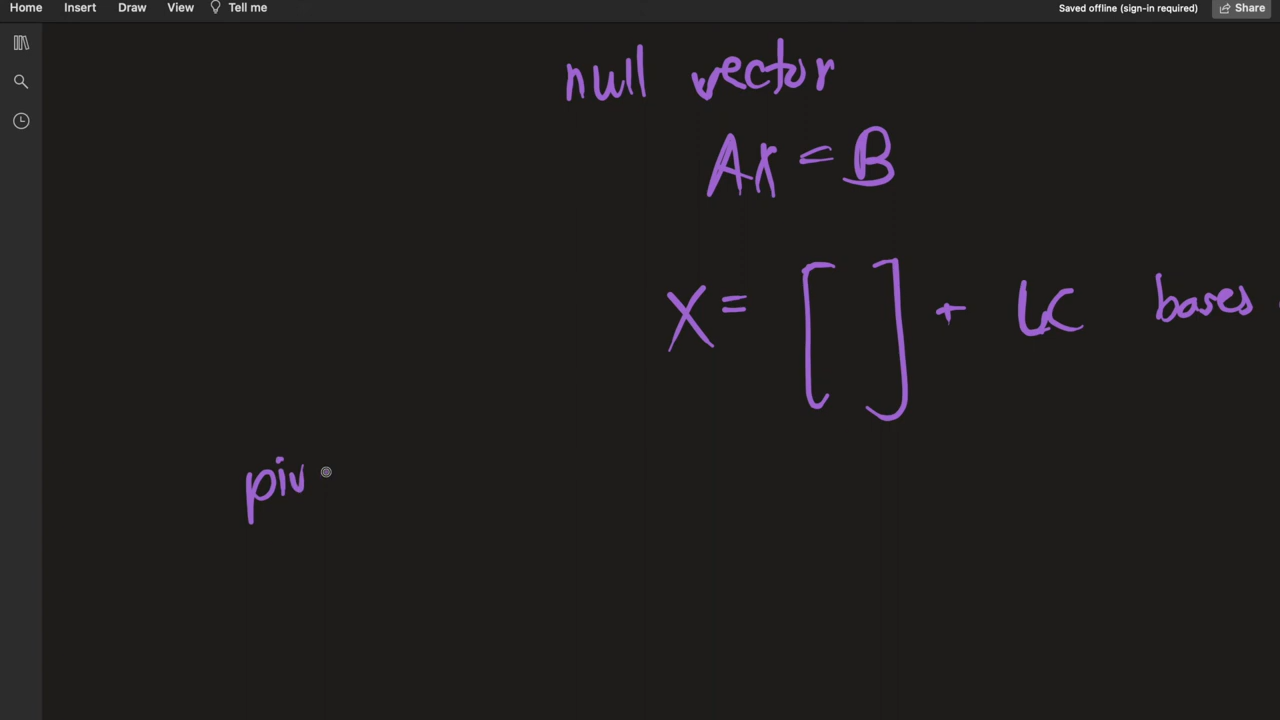 Home Insert Draw View Tell me Saved offline (sign-in required) Share
null vector
AX = B
X = [ ] + LC bases
piv